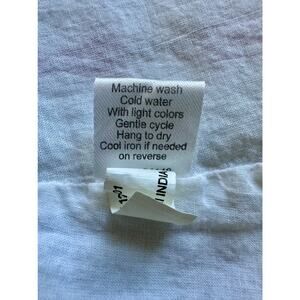 Machine wash
Cold water
With light colors
Gentle cycle
Hang to dry
Cool iron if needed
on reverse